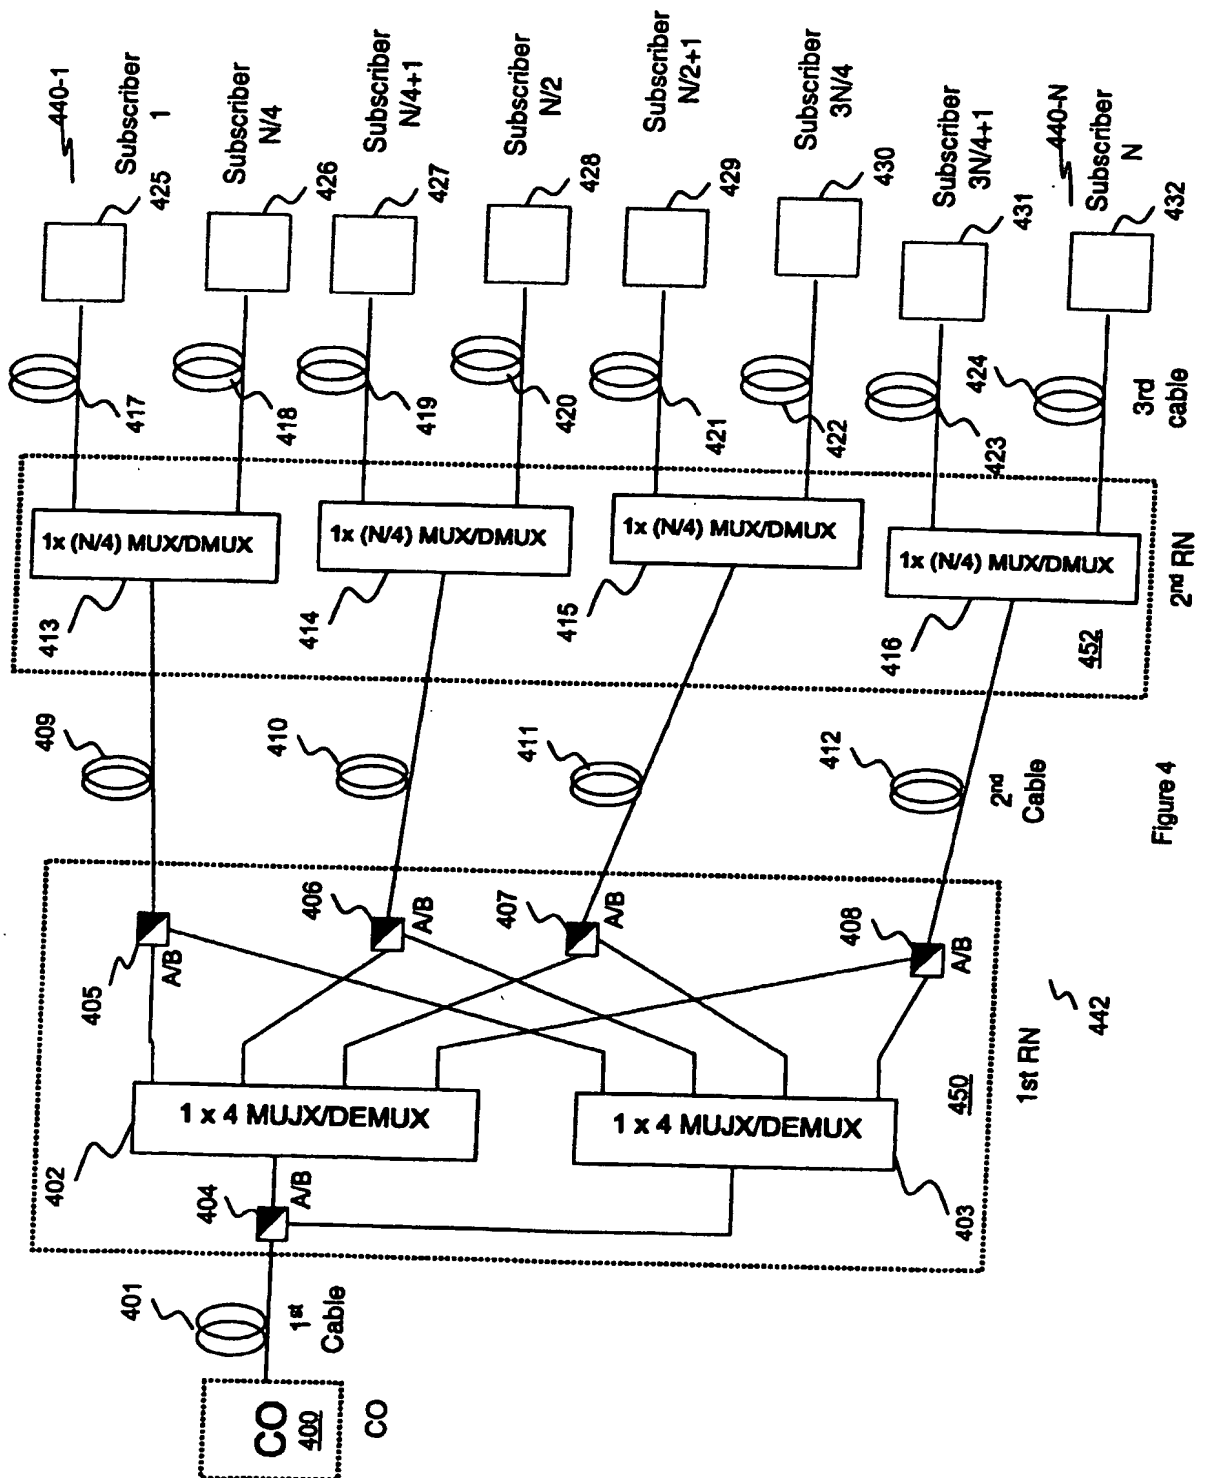 440-1
Subscriber
1
425
Subscriber
N/4
426
Subscriber
N/4+1
427
Subscriber
N/2
428
Subscriber
N/2+1
429
Subscriber
3N/4
430
Subscriber
3N/4+1
431
440-N
Subscriber
N
432
417
418
419
420
421
422
423
424
3rd
cable
1x (N/4) MUX/DMUX
1x (N/4) MUX/DMUX
1x (N/4) MUX/DMUX
1x (N/4) MUX/DMUX
413
414
415
416
452
2nd RN
409
410
411
412
2nd
Cable
405
A/B
406
A/B
407
A/B
408
A/B
1 x 4 MUJX/DEMUX
1 x 4 MUJX/DEMUX
402
403
404
A/B
450
1st RN
442
401
1st
Cable
CO
400
CO
Figure 4